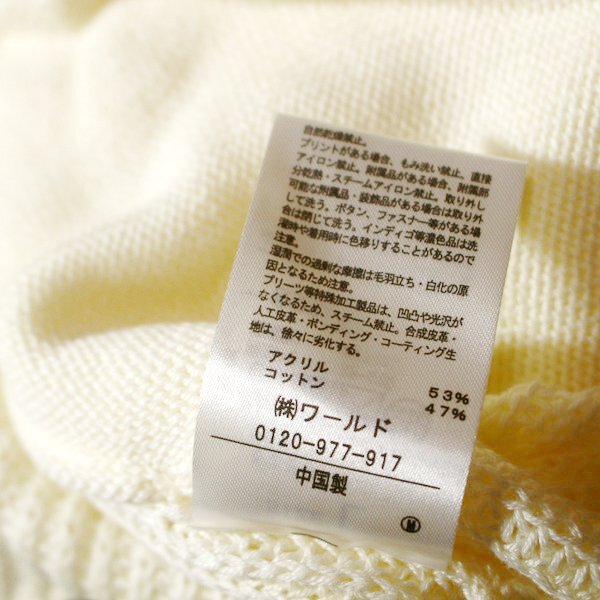 自然乾燥禁止。
プリントがある場合、もみ洗い禁止、直接
アイロン禁止。附属品がある場合、附属部
分乾熱・スチームアイロン禁止。取り外し
可能な附属品・装飾品がある場合は取り外
して洗う。ボタン、ファスナー等がある場
合は閉じて洗う。インディゴ等濃色品は洗
濯時や着用時に色移りすることがあるので
注意。
湿潤での過剰な摩擦は毛羽立ち・白化の原
因となるため注意。
プリーツ等特殊加工製品は、凹凸や光沢が
なくなるため、スチーム禁止。合成皮革・
人工皮革・ボンディング・コーティング生
地は、徐々に劣化する。
アクリル 53%
コットン 47%
㈱ワールド
0120-977-917
中国製
M